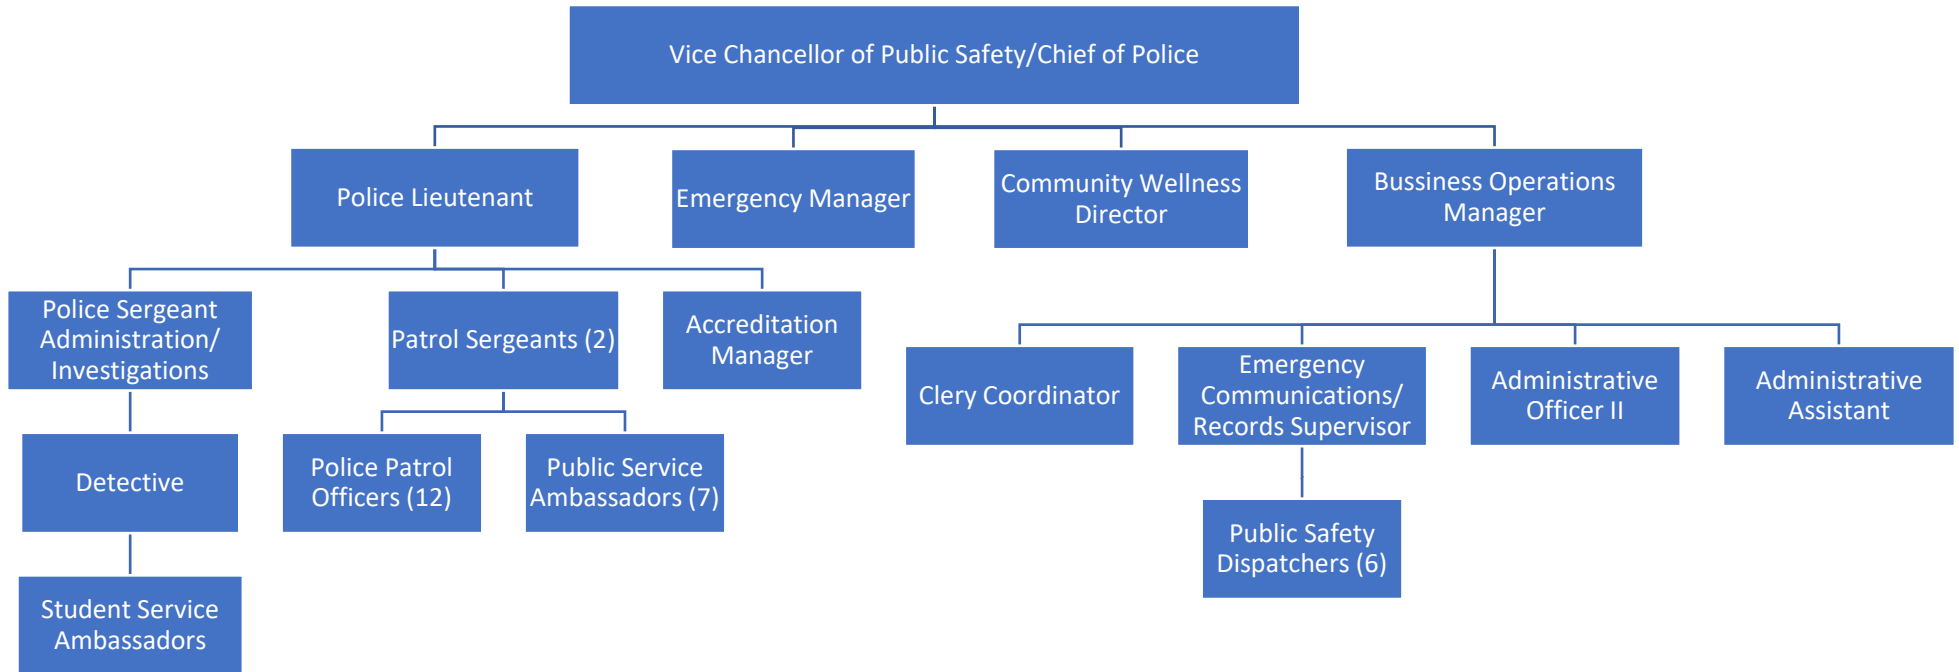 Vice Chancellor of Public Safety/Chief of Police
Police Lieutenant
Emergency Manager
Community Wellness
Director
Bussiness Operations
Manager
Police Sergeant
Administration/
Investigations
Patrol Sergeants (2)
Accreditation
Manager
Clery Coordinator
Emergency
Communications/
Records Supervisor
Administrative
Officer II
Administrative
Assistant
Detective
Police Patrol
Officers (12)
Public Service
Ambassadors (7)
Public Safety
Dispatchers (6)
Student Service
Ambassadors